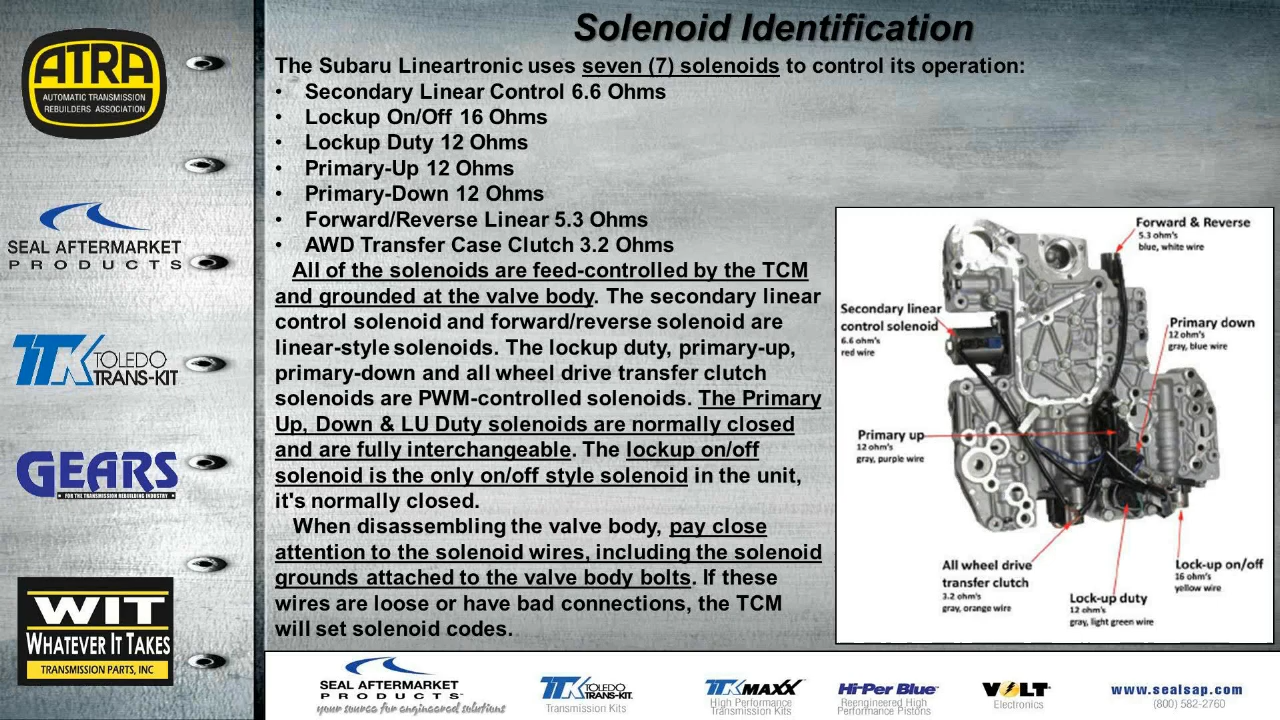 Solenoid Identification
ATRA
AUTOMATIC TRANSMISSION
REBUILDERS ASSOCIATION
SEAL AFTERMARKET
PRODUCTS
TTK TOLEDO
TRANS-KIT
GEARS
FOR THE TRANSMISSION REBUILDING INDUSTRY
WIT
WHATEVER IT TAKES
TRANSMISSION PARTS, INC
The Subaru Lineartronic uses seven (7) solenoids to control its operation:
• Secondary Linear Control 6.6 Ohms
• Lockup On/Off 16 Ohms
• Lockup Duty 12 Ohms
• Primary-Up 12 Ohms
• Primary-Down 12 Ohms
• Forward/Reverse Linear 5.3 Ohms
• AWD Transfer Case Clutch 3.2 Ohms
All of the solenoids are feed-controlled by the TCM
and grounded at the valve body. The secondary linear
control solenoid and forward/reverse solenoid are
linear-style solenoids. The lockup duty, primary-up,
primary-down and all wheel drive transfer clutch
solenoids are PWM-controlled solenoids. The Primary
Up, Down & LU Duty solenoids are normally closed
and are fully interchangeable. The lockup on/off
solenoid is the only on/off style solenoid in the unit,
it's normally closed.
When disassembling the valve body, pay close
attention to the solenoid wires, including the solenoid
grounds attached to the valve body bolts. If these
wires are loose or have bad connections, the TCM
will set solenoid codes.
Forward & Reverse
5.3 ohm's
blue, white wire
Secondary linear
control solenoid
6.6 ohm's
red wire
Primary down
12 ohm's
gray, blue wire
Primary up
12 ohm's
gray, purple wire
All wheel drive
transfer clutch
3.2 ohm's
gray, orange wire
Lock-up duty
12 ohm's
gray, light green wire
Lock-up on/off
16 ohm's
yellow wire
SEAL AFTERMARKET
PRODUCTS
your source for engineered solutions
TTK TOLEDO
TRANS-KIT
Transmission Kits
TTK MAXX
High Performance
Transmission Kits
Hi-Per Blue
Reengineered High
Performance Pistons
VOLT
Electronics
www.sealsap.com
(800) 582-2760